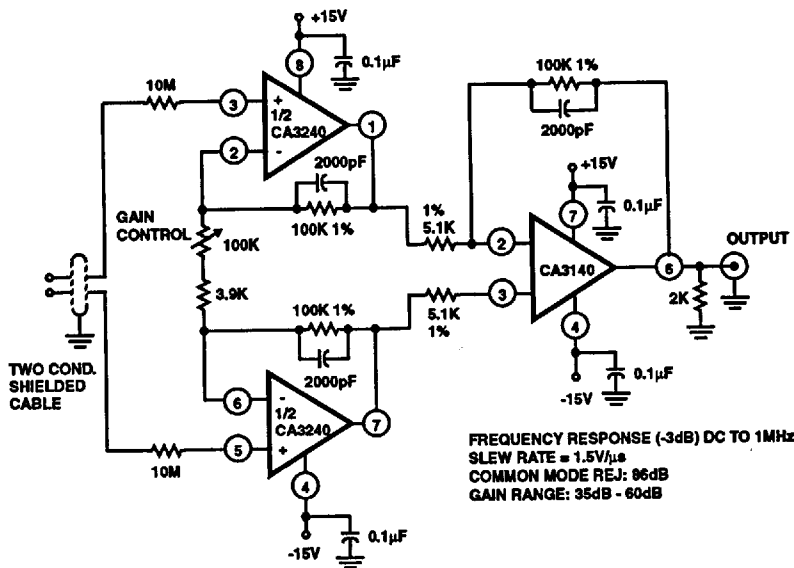 +15V
8
0.1µF
10M
3
+
1/2
CA3240
1
2
-
2000pF
100K 1%
GAIN
CONTROL
100K
3.9K
TWO COND.
SHIELDED
CABLE
100K 1%
2000pF
6
-
1/2
CA3240
7
5
+
10M
4
-15V
0.1µF
1%
5.1K
5.1K
1%
100K 1%
2000pF
+15V
7
0.1µF
2
CA3140
3
6
OUTPUT
2K
4
-15V
0.1µF
FREQUENCY RESPONSE (-3dB) DC TO 1MHz
SLEW RATE = 1.5V/µs
COMMON MODE REJ: 86dB
GAIN RANGE: 35dB - 60dB